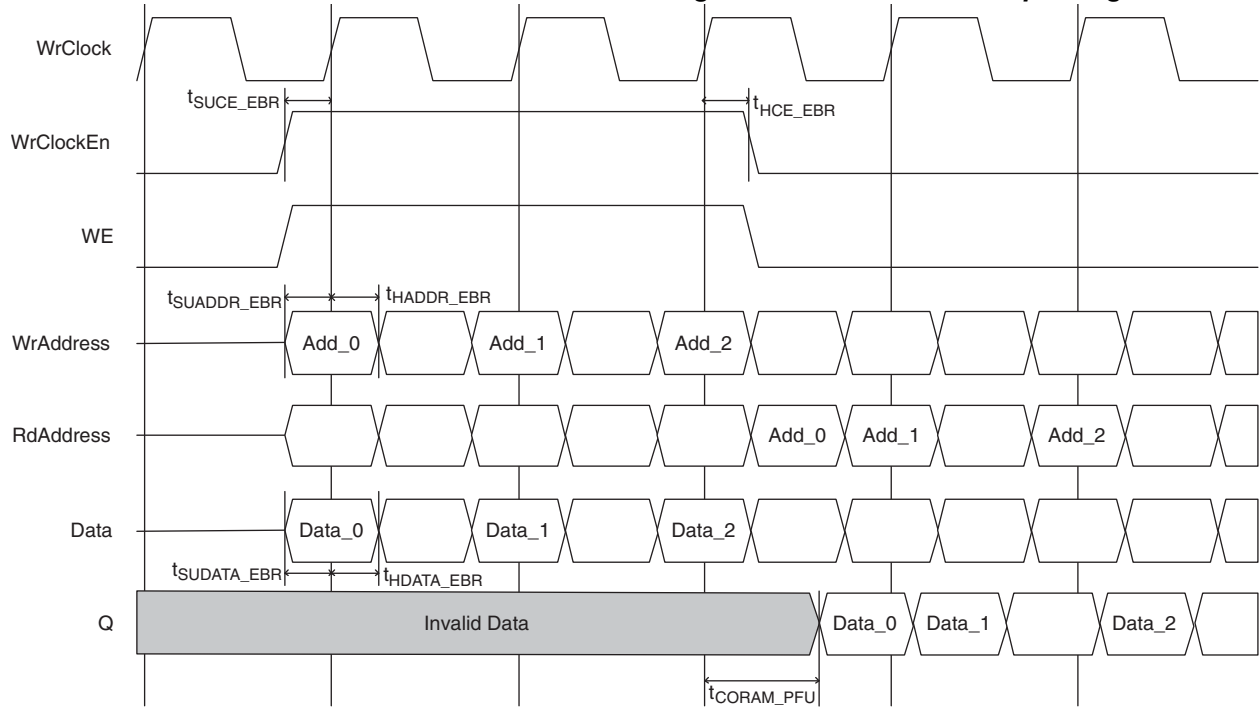 WrClock
tSUCE_EBR
tHCE_EBR
WrClockEn
WE
tSUADDR_EBR tHADDR_EBR
WrAddress Add_0 Add_1 Add_2
RdAddress Add_0 Add_1 Add_2
Data Data_0 Data_1 Data_2
tSUDATA_EBR tHDATA_EBR
Q Invalid Data Data_0 Data_1 Data_2
tCORAM_PFU